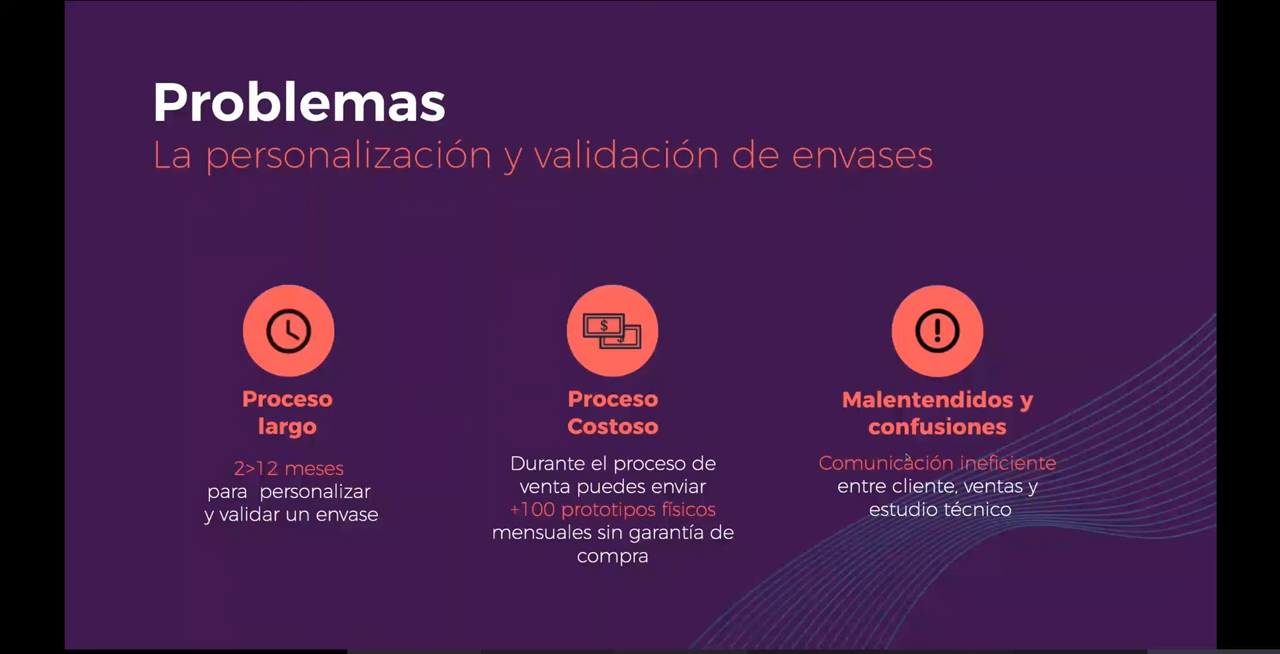 Problemas
La personalización y validación de envases
Proceso
largo
2>12 meses
para personalizar
y validar un envase
$
Proceso
Costoso
Durante el proceso de
venta puedes enviar
+100 prototipos físicos
mensuales sin garantía de
compra
Malentendidos y
confusiones
Comunicación ineficiente
entre cliente, ventas y
estudio técnico